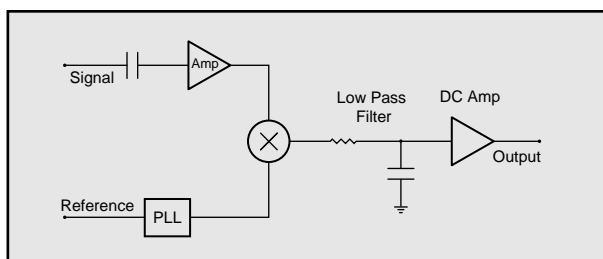 Amp
Signal
Low Pass
Filter
DC Amp
Output
Reference
PLL